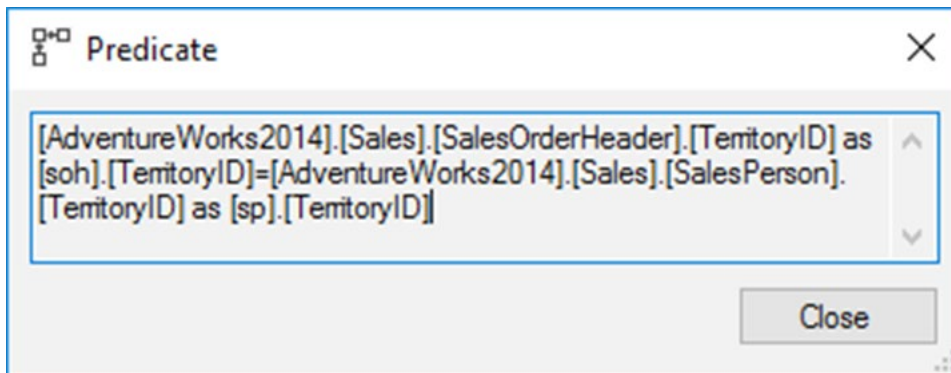 Predicate
[AdventureWorks2014].[Sales].[SalesOrderHeader].[TerritoryID] as
[soh].[TerritoryID]=[AdventureWorks2014].[Sales].[SalesPerson].
[TerritoryID] as [sp].[TerritoryID]
Close